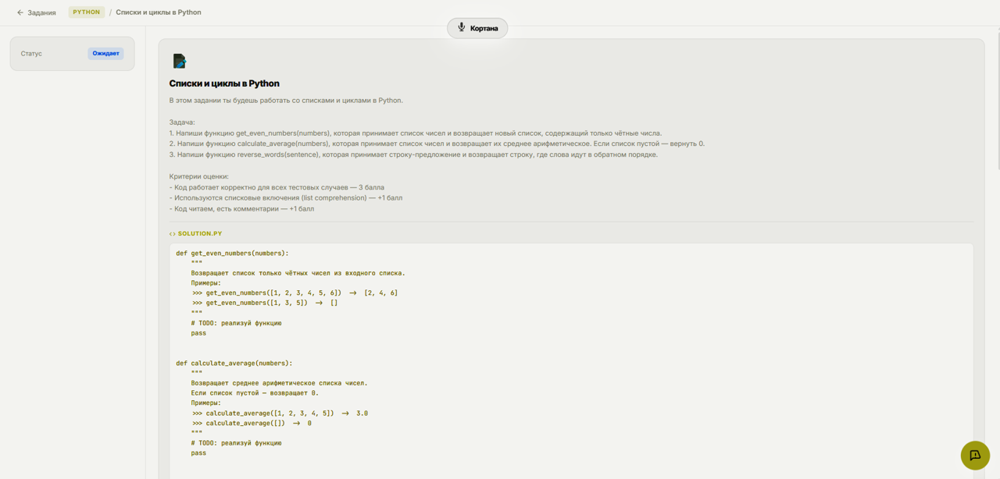 ← Задания PYTHON / Списки и циклы в Python
Кортана
Статус Ожидает
Списки и циклы в Python
В этом задании ты будешь работать со списками и циклами в Python.
Задача:
1. Напиши функцию get_even_numbers(numbers), которая принимает список чисел и возвращает новый список, содержащий только чётные числа.
2. Напиши функцию calculate_average(numbers), которая принимает список чисел и возвращает их среднее арифметическое. Если список пустой — вернуть 0.
3. Напиши функцию reverse_words(sentence), которая принимает строку-предложение и возвращает строку, где слова идут в обратном порядке.
Критерии оценки:
- Код работает корректно для всех тестовых случаев — 3 балла
- Используются списковые включения (list comprehension) — +1 балл
- Код читаем, есть комментарии — +1 балл
<> SOLUTION.PY
def get_even_numbers(numbers):
    """
    Возвращает список только чётных чисел из входного списка.
    Примеры:
    >>> get_even_numbers([1, 2, 3, 4, 5, 6])  →  [2, 4, 6]
    >>> get_even_numbers([1, 3, 5])  →  []
    """
    # TODO: реализуй функцию
    pass
def calculate_average(numbers):
    """
    Возвращает среднее арифметическое списка чисел.
    Если список пустой — возвращает 0.
    Примеры:
    >>> calculate_average([1, 2, 3, 4, 5])  →  3.0
    >>> calculate_average([])  →  0
    """
    # TODO: реализуй функцию
    pass